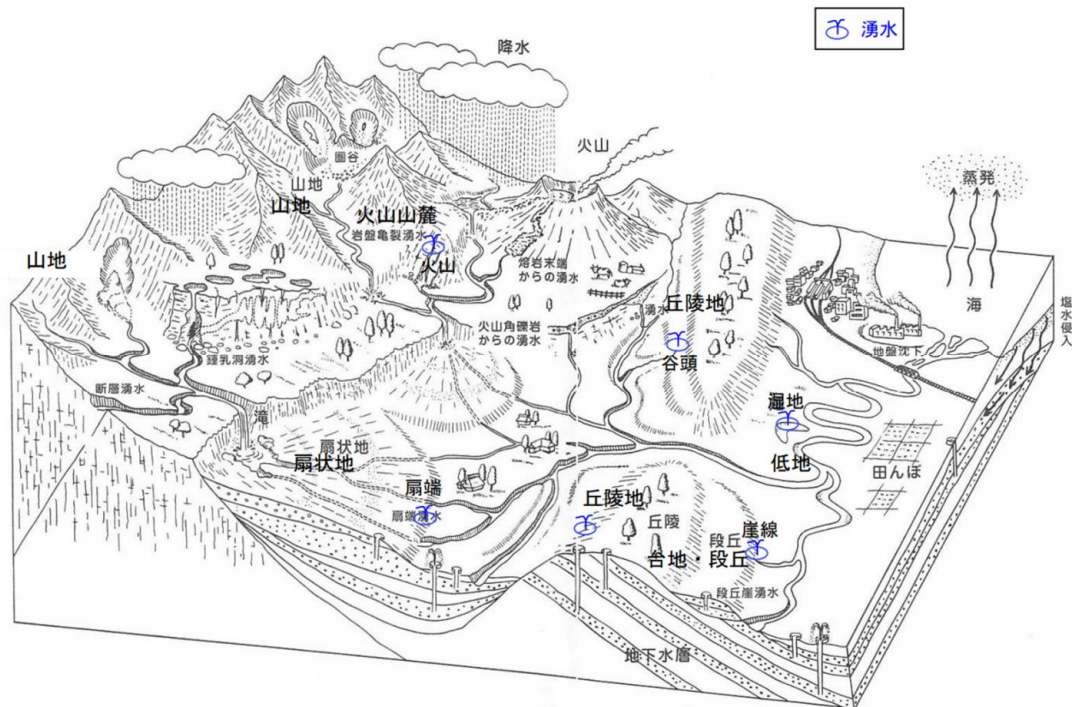 湧水
降水
火山
圏谷
山地
山地
火山山麓
岩盤亀裂湧水
火山
山地
蒸発
熔岩末端
からの湧水
海
塩水侵入
丘陵地
湧水
火山角礫岩
からの湧水
谷頭
地盤沈下
鍾乳洞湧水
断層湧水
滝
湿地
扇状地
扇状地
低地
田んぼ
扇端
扇端湧水
丘陵地
丘陵
段丘
崖線
台地・段丘
段丘崖湧水
地下水層